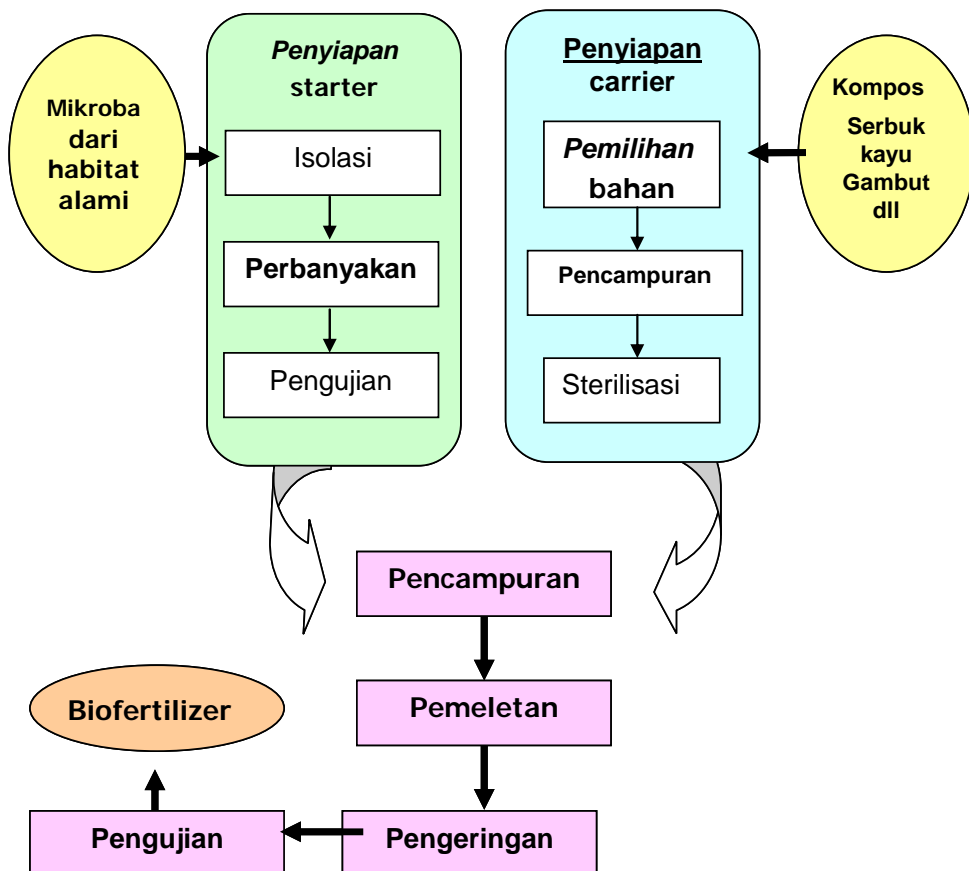 Mikroba
dari
habitat
alami
Penyiapan
starter
Isolasi
Perbanyakan
Pengujian
Penyiapan
carrier
Pemilihan
bahan
Pencampuran
Sterilisasi
Kompos
Serbuk
kayu
Gambut
dll
Pencampuran
Pemeletan
Pengeringan
Pengujian
Biofertilizer